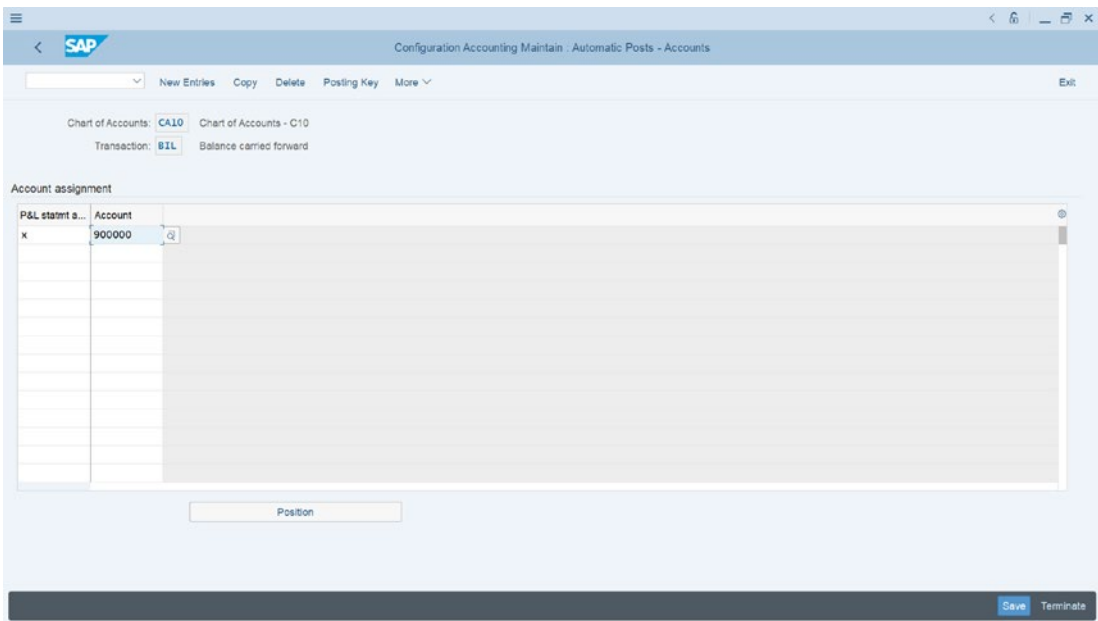 SAP
Configuration Accounting Maintain : Automatic Posts - Accounts
New Entries Copy Delete Posting Key More Exit
Chart of Accounts: CA10 Chart of Accounts - C10
Transaction: BIL Balance carried forward
Account assignment
P&L statmt a... Account
x 900000
Position
Save Terminate